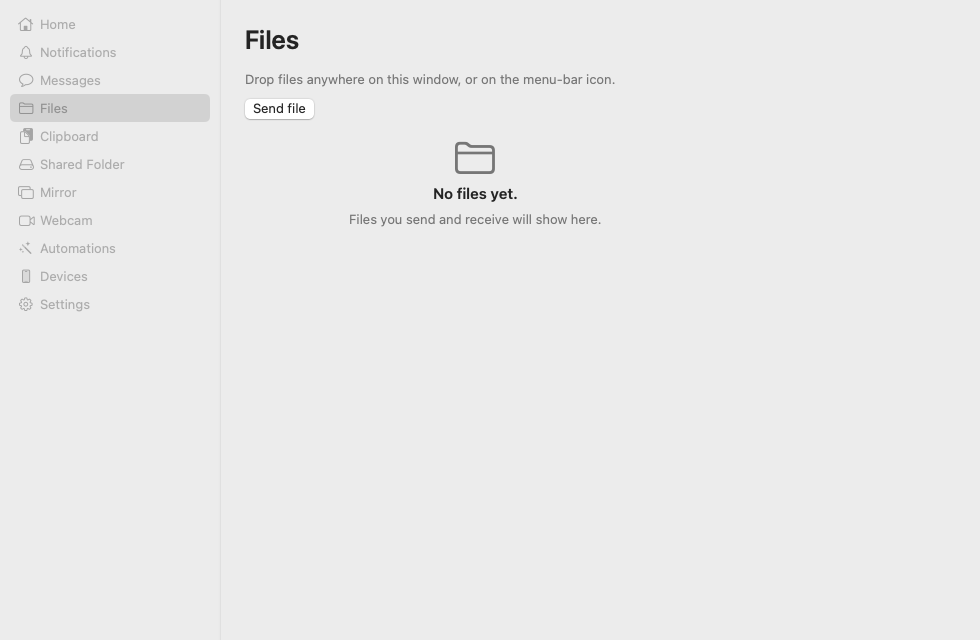 Home
Notifications
Messages
Files
Clipboard
Shared Folder
Mirror
Webcam
Automations
Devices
Settings
Files
Drop files anywhere on this window, or on the menu-bar icon.
Send file
No files yet.
Files you send and receive will show here.